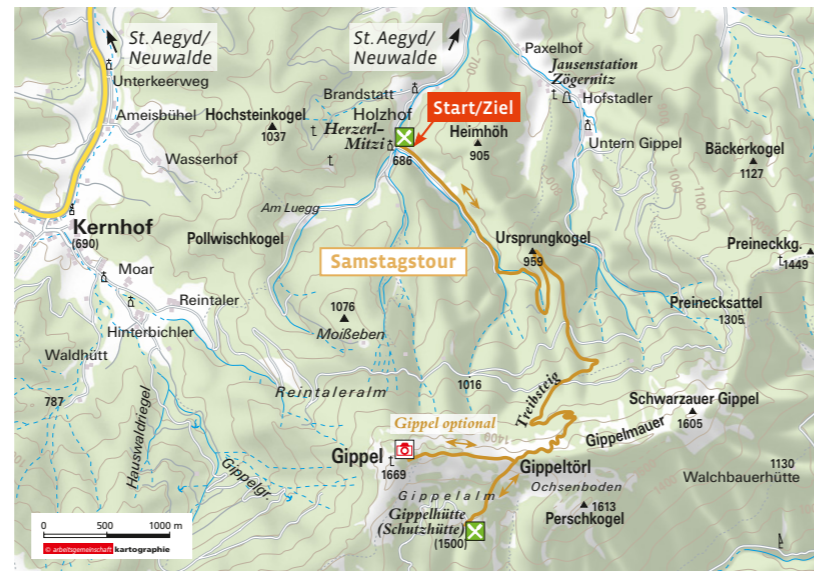 St. Aegyd/
Neuwalde
St. Aegyd/
Neuwalde
700
Paxelhof
Jausenstation
Zögernitz
Hofstadler
Unterkeerweg
Brandstatt
Ameisbühel
Hochsteinkogel
1037
Holzhof
Herzerl-
Mitzi
686
Start/Ziel
Heimhöh
905
Untern Gippel
Bäckerkogel
1127
Wasserhof
Am Luegg
Kernhof
(690)
Pollwischkogel
Ursprungkogel
959
Preineckkg.
1449
Samstagstour
Moar
Reintaler
1076
Moißeben
Preinecksattel
1305
Hinterbichler
Waldhütt
787
Reintaleralm
1016
Treibsteig
Schwarzauer Gippel
1605
Hauswaldriegel
Gippel optional
1400
Gippelmauer
Gippel
1669
Gippeltörl
Gippelgr.
Gippelalm
Ochsenboden
1130
Walchbauerhütte
Gippelhütte
(Schutzhütte)
(1500)
1613
Perschkogel
0 500 1000 m
© arbeitsgemeinschaft kartographie